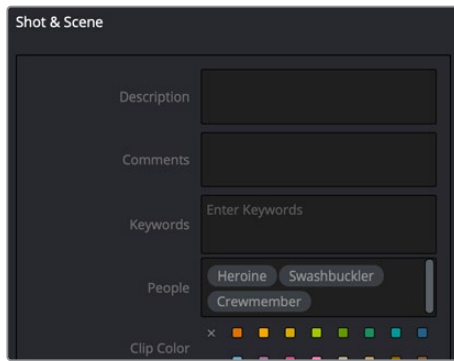 Shot & Scene
Description
Comments
Keywords
Enter Keywords
People
Heroine Swashbuckler
Crewmember
Clip Color